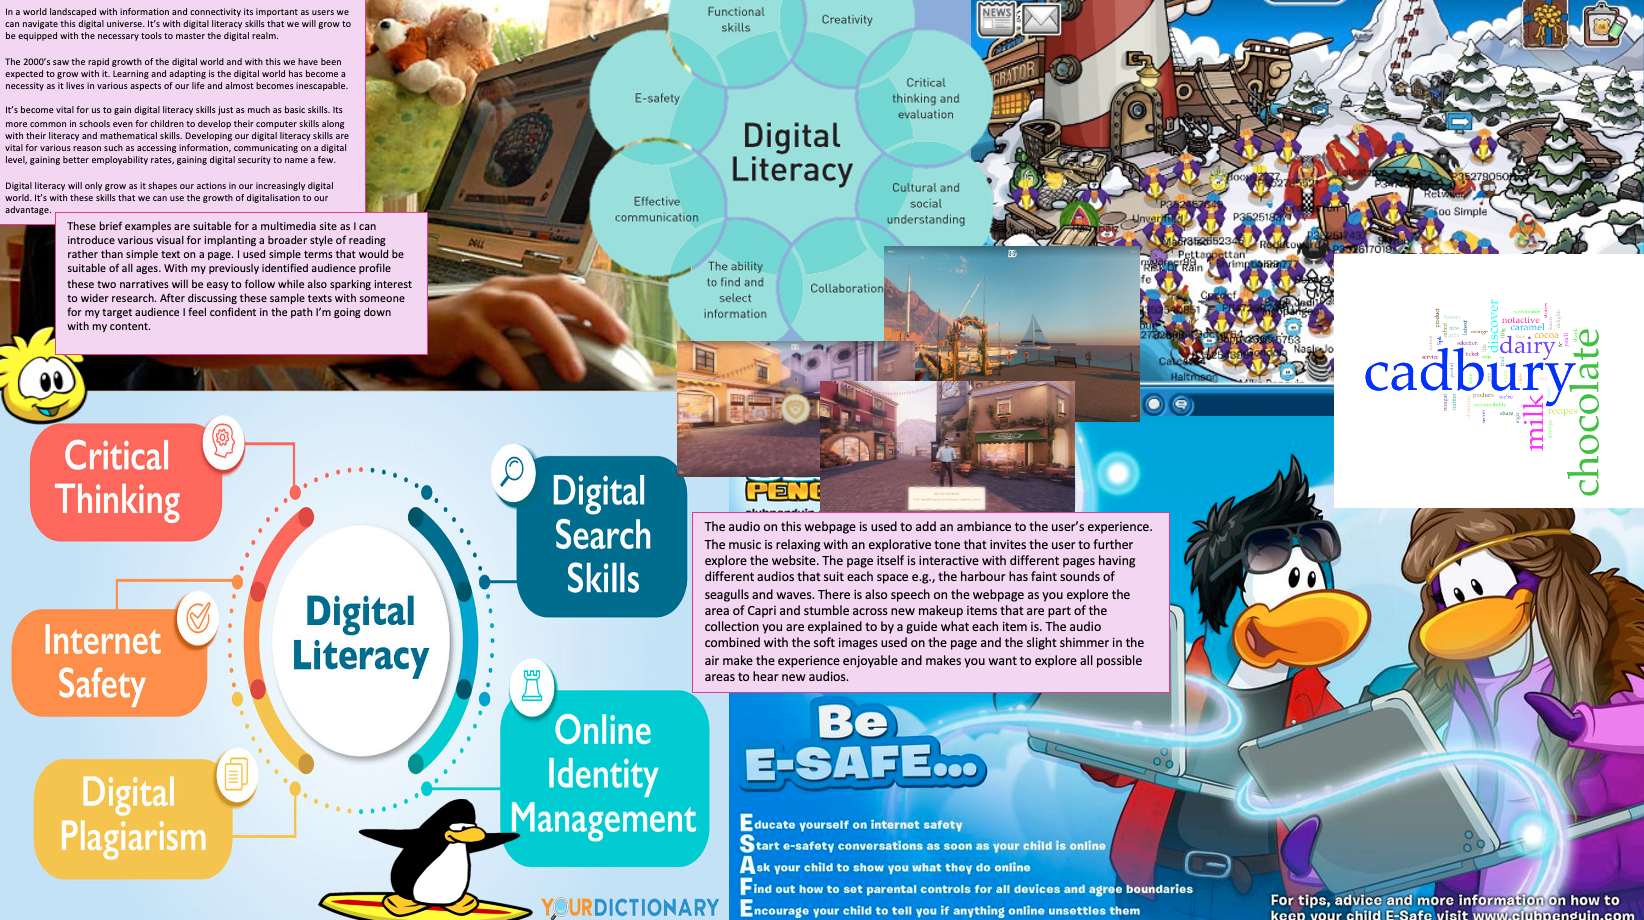 In a world landscaped with information and connectivity its important as users we
can navigate this digital universe. It's with digital literacy skills that we will grow to
be equipped with the necessary tools to master the digital realm.
The 2000's saw the rapid growth of the digital world and with this we have been
expected to grow with it. Learning and adapting is the digital world has become a
necessity as it lives in various aspects of our life and almost becomes inescapable.
It's become vital for us to gain digital literacy skills just as much as basic skills. Its
more common in schools even for children to develop their computer skills along
with their literacy and mathematical skills. Developing our digital literacy skills are
vital for various reason such as accessing information, communicating on a digital
level, gaining better employability rates, gaining digital security to name a few.
Digital literacy will only grow as it shapes our actions in our increasingly digital
world. It's with these skills that we can use the growth of digitalisation to our
advantage.
These brief examples are suitable for a multimedia site as I can
introduce various visual for implanting a broader style of reading
rather than simple text on a page. I used simple terms that would be
suitable of all ages. With my previously identified audience profile
these two narratives will be easy to follow while also sparking interest
to wider research. After discussing these sample texts with someone
for my target audience I feel confident in the path I'm going down
with my content.
DELL
Functional
skills
Creativity
Critical
thinking and
evaluation
Cultural and
social
understanding
Collaboration
The ability
to find and
select
information
Effective
communication
E-safety
Digital
Literacy
NEWS
GRATOR
P35279050
Too Simple
P3525183
Pettanpettan
Rain
Haltmson
cadbury
chocolate
milk
dairy
discover
notactive
caramel
cocoa
recipes
products
selection
ticket
service
product
share
orange
we've
Critical
Thinking
Internet
Safety
Digital
Plagiarism
Digital
Literacy
Digital
Search
Skills
Online
Identity
Management
YOURDICTIONARY
PENG
clubpenguin
The audio on this webpage is used to add an ambiance to the user's experience.
The music is relaxing with an explorative tone that invites the user to further
explore the website. The page itself is interactive with different pages having
different audios that suit each space e.g., the harbour has faint sounds of
seagulls and waves. There is also speech on the webpage as you explore the
area of Capri and stumble across new makeup items that are part of the
collection you are explained to by a guide what each item is. The audio
combined with the soft images used on the page and the slight shimmer in the
air make the experience enjoyable and makes you want to explore all possible
areas to hear new audios.
Be
E-SAFE...
Educate yourself on internet safety
Start e-safety conversations as soon as your child is online
Ask your child to show you what they do online
Find out how to set parental controls for all devices and agree boundaries
Encourage your child to tell you if anything online unsettles them
For tips, advice and more information on how to
keep your child E-Safe visit www.clubpenguin.com